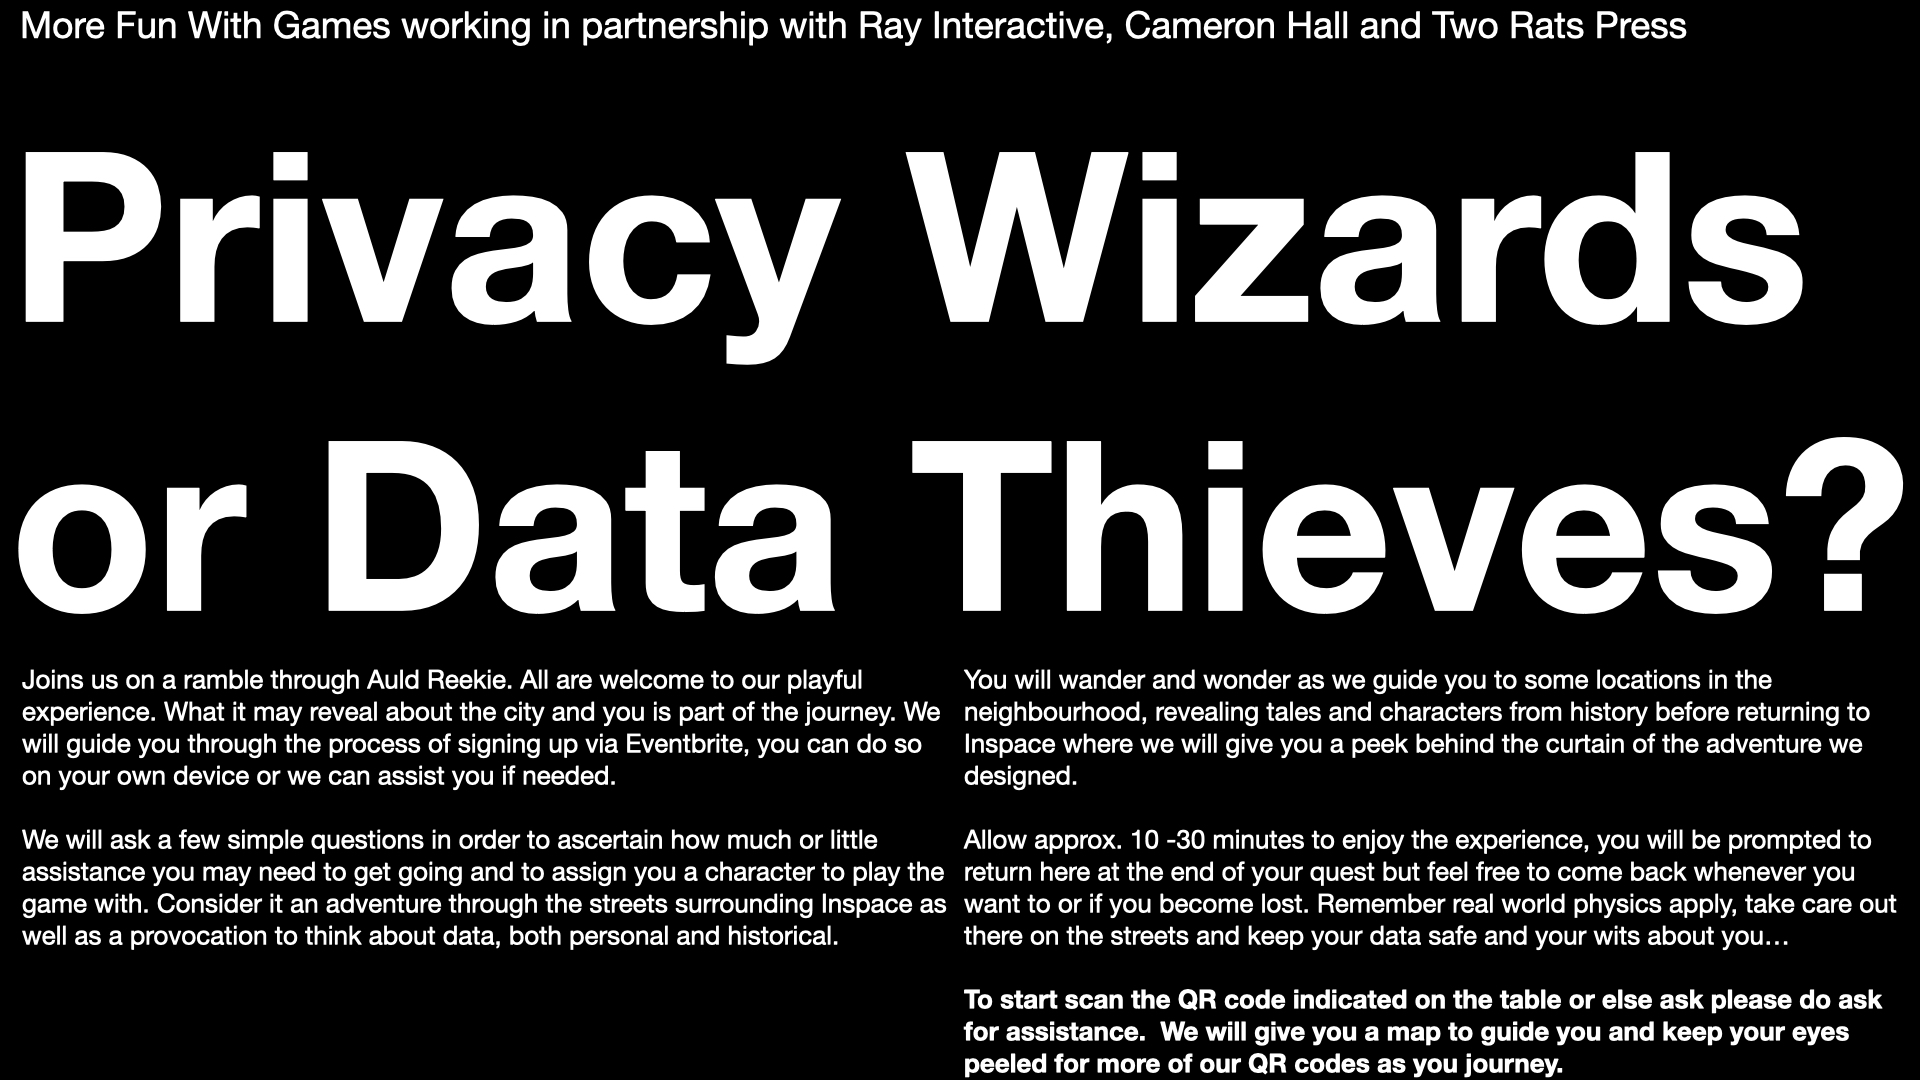 More Fun With Games working in partnership with Ray Interactive, Cameron Hall and Two Rats Press
Privacy Wizards
or Data Thieves?
Joins us on a ramble through Auld Reekie. All are welcome to our playful
experience. What it may reveal about the city and you is part of the journey. We
will guide you through the process of signing up via Eventbrite, you can do so
on your own device or we can assist you if needed.
We will ask a few simple questions in order to ascertain how much or little
assistance you may need to get going and to assign you a character to play the
game with. Consider it an adventure through the streets surrounding Inspace as
well as a provocation to think about data, both personal and historical.
You will wander and wonder as we guide you to some locations in the
neighbourhood, revealing tales and characters from history before returning to
Inspace where we will give you a peek behind the curtain of the adventure we
designed.
Allow approx. 10 -30 minutes to enjoy the experience, you will be prompted to
return here at the end of your quest but feel free to come back whenever you
want to or if you become lost. Remember real world physics apply, take care out
there on the streets and keep your data safe and your wits about you…
To start scan the QR code indicated on the table or else ask please do ask
for assistance.  We will give you a map to guide you and keep your eyes
peeled for more of our QR codes as you journey.